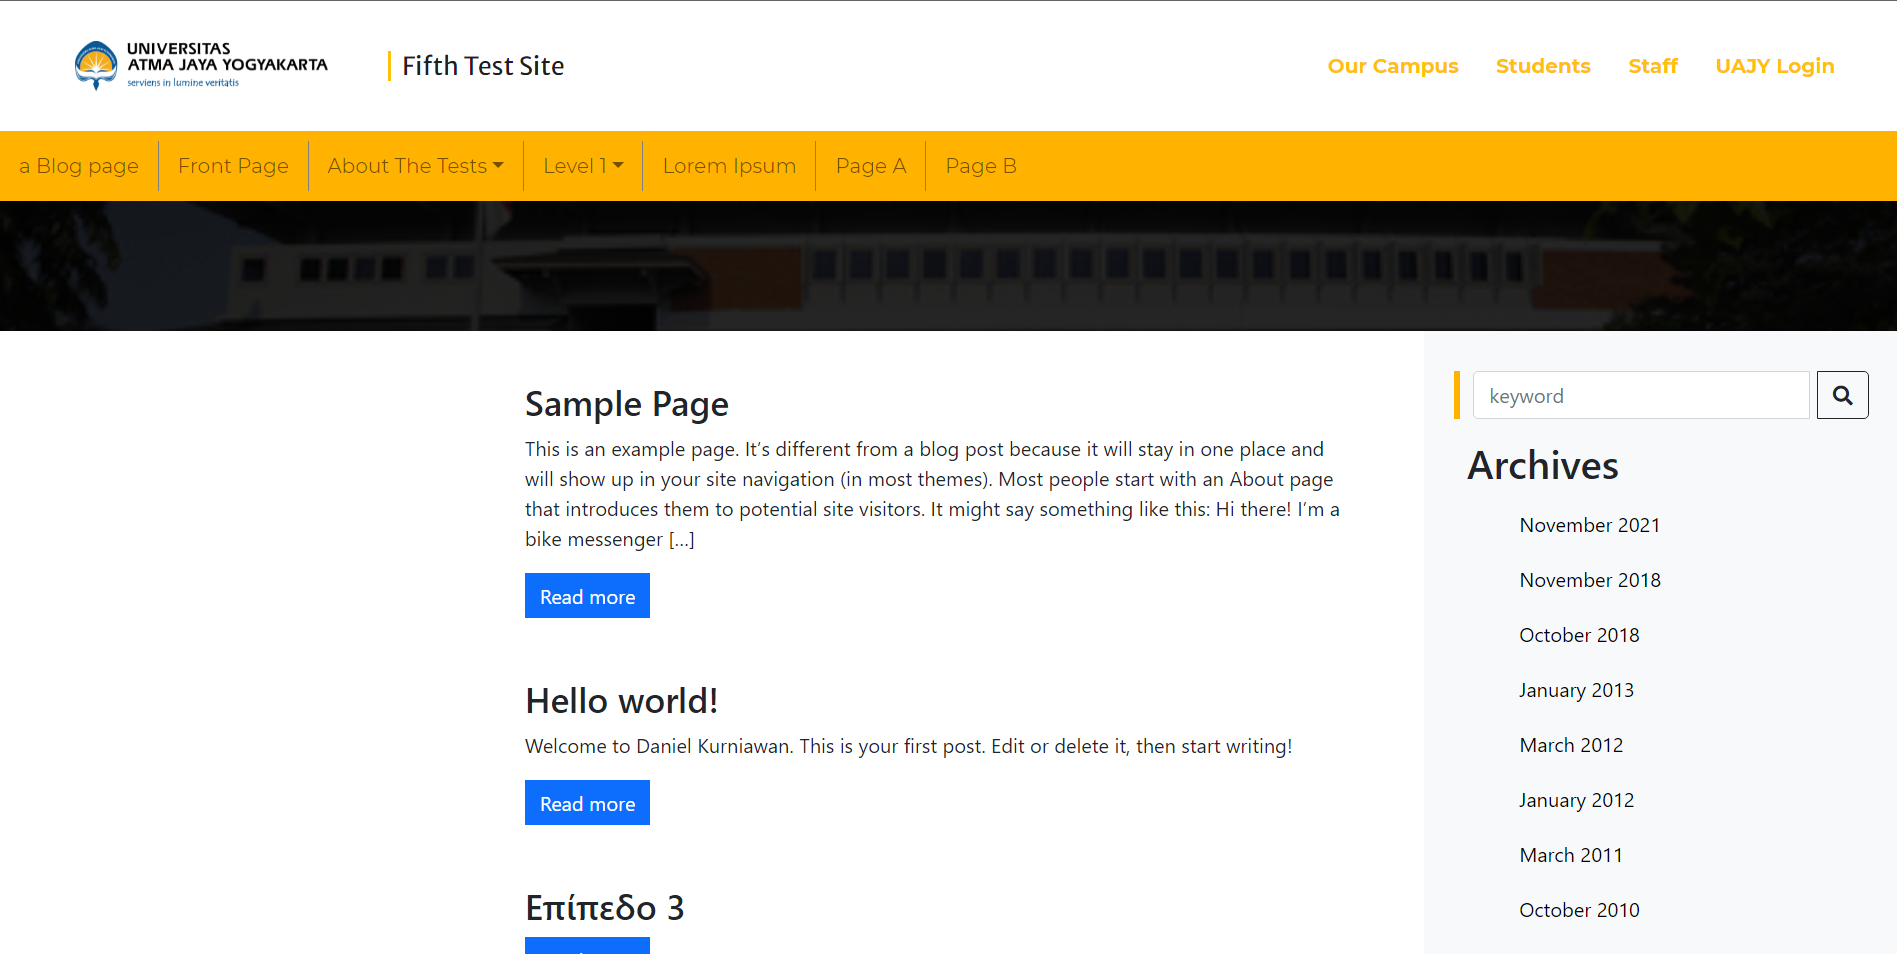 UNIVERSITAS
ATMA JAYA YOGYAKARTA
serviens in lumine veritatis
Fifth Test Site
Our Campus Students Staff UAJY Login
a Blog page Front Page About The Tests Level 1 Lorem Ipsum Page A Page B
Sample Page
This is an example page. It’s different from a blog post because it will stay in one place and
will show up in your site navigation (in most themes). Most people start with an About page
that introduces them to potential site visitors. It might say something like this: Hi there! I’m a
bike messenger […]
Read more
Hello world!
Welcome to Daniel Kurniawan. This is your first post. Edit or delete it, then start writing!
Read more
Επίπεδο 3
keyword
Archives
November 2021
November 2018
October 2018
January 2013
March 2012
January 2012
March 2011
October 2010